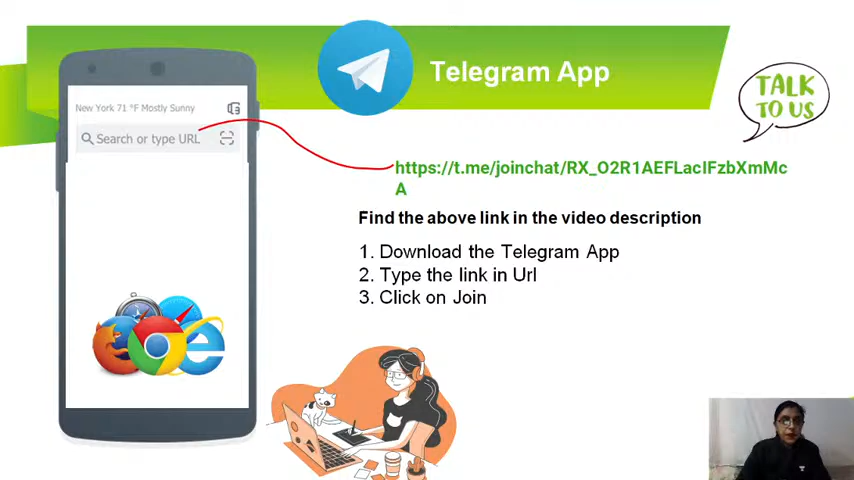 Telegram App
TALK
TO US
New York 71 °F Mostly Sunny
Search or type URL
https://t.me/joinchat/RX_O2R1AEFLacIFzbXmMc
A
Find the above link in the video description
1. Download the Telegram App
2. Type the link in Url
3. Click on Join